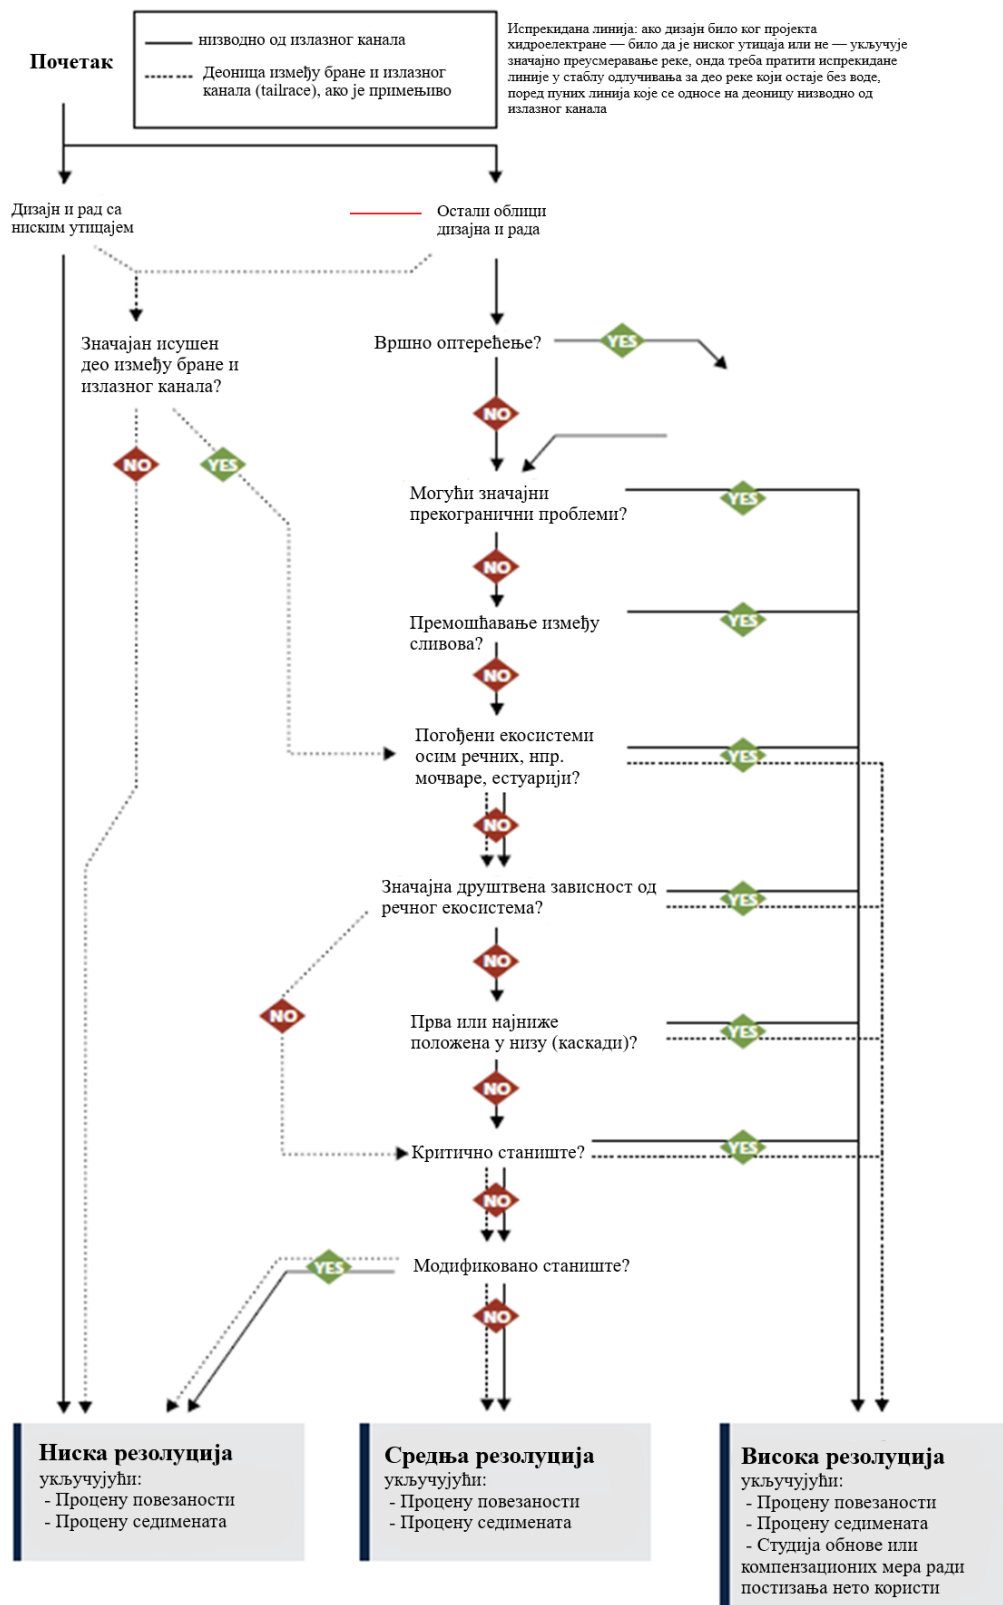 Почетак
низводно од излазног канала
Деоница између бране и излазног
канала (tailrace), ако је примењиво
Испрекидана линија: ако дизајн било ког пројекта
хидроелектране — било да је ниског утицаја или не — укључује
значајно преусмеравање реке, онда треба пратити испрекидане
линије у стаблу одлучивања за део реке који остаје без воде,
поред пуних линија које се односе на деоницу низводно од
излазног канала
Дизајн и рад са
ниским утицајем
Остали облици
дизајна и рада
Значајан исушен
део између бране и
излазног канала?
Вршно оптерећење?
YES
NO
NO
YES
Могући значајни
прекогранични проблеми?
YES
NO
Премошћавање између
сливова?
YES
NO
Погођени екосистеми
осим речних, нпр.
мочваре, естуарији?
YES
NO
Значајна друштвена зависност од
речног екосистема?
YES
NO
NO
Прва или најниже
положена у низу (каскади)?
YES
NO
Критично станиште?
YES
NO
Модификовано станиште?
YES
NO
Ниска резолуција
укључујући:
- Процену повезаности
- Процену седимената
Средња резолуција
укључујући:
- Процену повезаности
- Процену седимената
Висока резолуција
укључујући:
- Процену повезаности
- Процену седимената
- Студија обнове или
компензационих мера ради
постизања нето користи